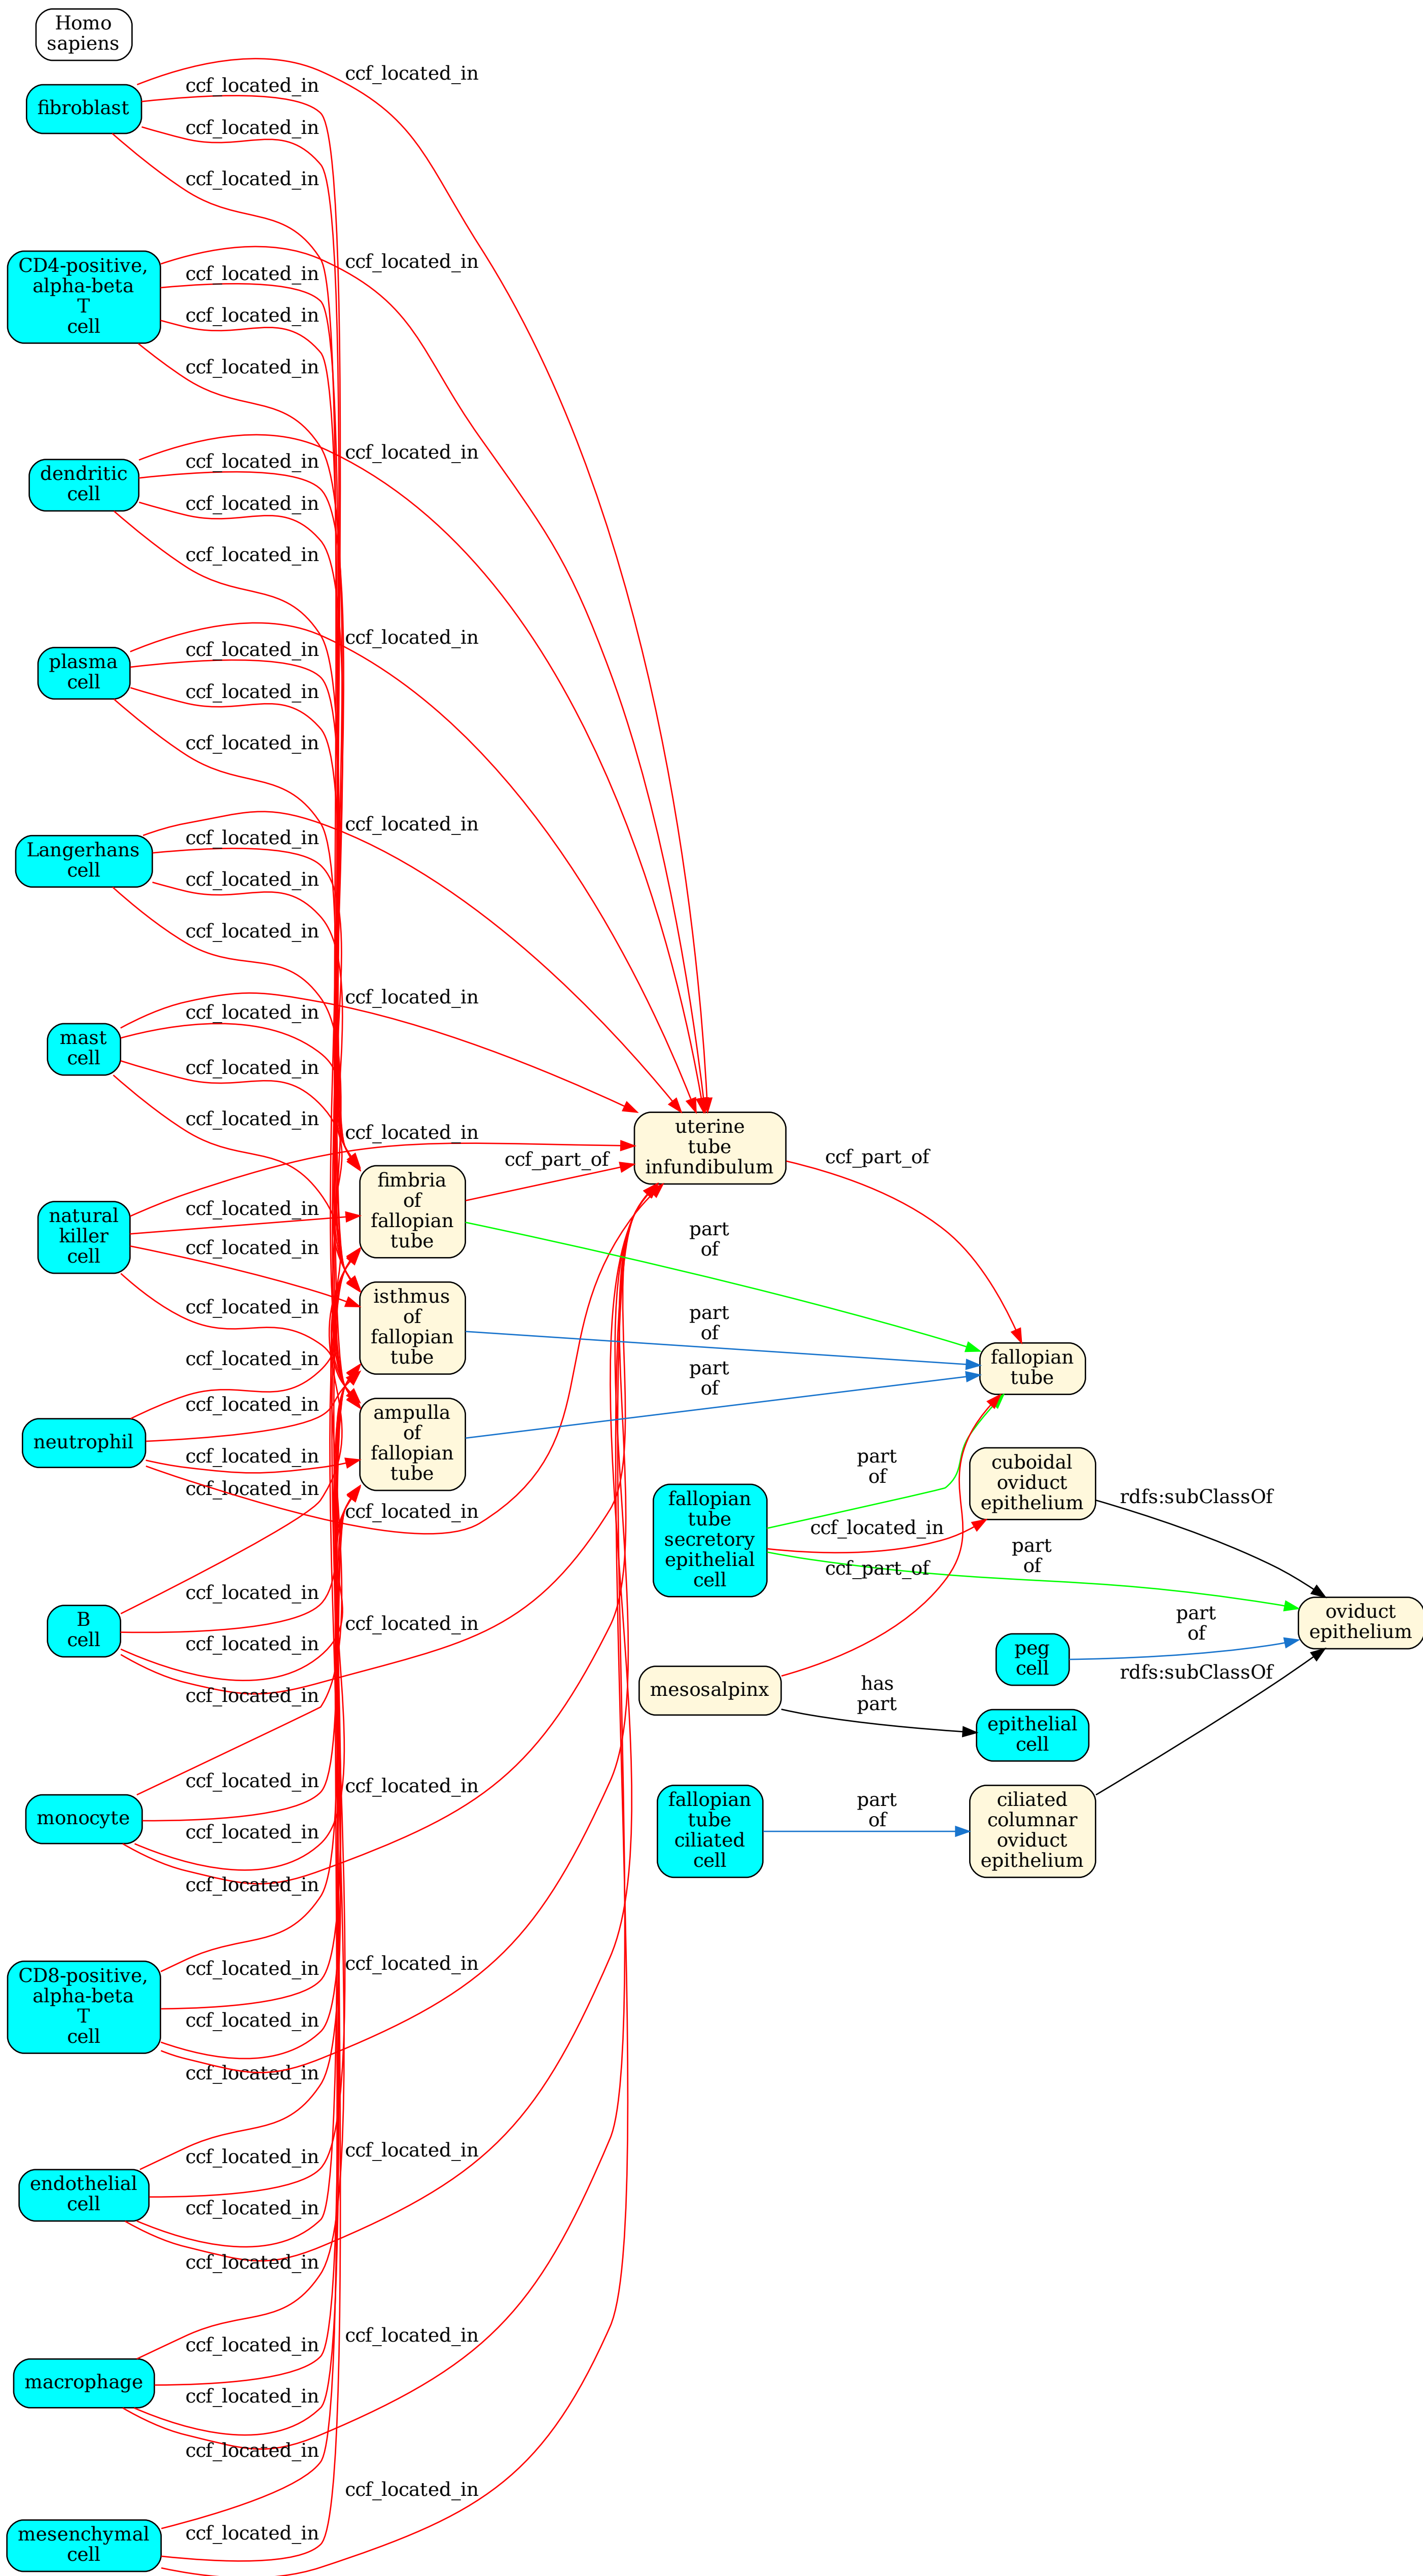 Homo
sapiens
fibroblast
ccf_located_in
ccf_located_in
ccf_located_in
ccf_located_in
CD4-positive,
alpha-beta
T
cell
ccf_located_in
ccf_located_in
ccf_located_in
ccf_located_in
dendritic
cell
ccf_located_in
ccf_located_in
ccf_located_in
ccf_located_in
plasma
cell
ccf_located_in
ccf_located_in
ccf_located_in
ccf_located_in
Langerhans
cell
ccf_located_in
ccf_located_in
ccf_located_in
ccf_located_in
mast
cell
ccf_located_in
ccf_located_in
ccf_located_in
ccf_located_in
natural
killer
cell
ccf_located_in
ccf_located_in
ccf_located_in
ccf_located_in
neutrophil
ccf_located_in
ccf_located_in
ccf_located_in
ccf_located_in
ccf_located_in
B
cell
ccf_located_in
ccf_located_in
ccf_located_in
ccf_located_in
monocyte
ccf_located_in
ccf_located_in
ccf_located_in
ccf_located_in
CD8-positive,
alpha-beta
T
cell
ccf_located_in
ccf_located_in
ccf_located_in
ccf_located_in
endothelial
cell
ccf_located_in
ccf_located_in
ccf_located_in
ccf_located_in
macrophage
ccf_located_in
ccf_located_in
ccf_located_in
ccf_located_in
mesenchymal
cell
ccf_located_in
ccf_located_in
fimbria
of
fallopian
tube
ccf_part_of
part
of
isthmus
of
fallopian
tube
part
of
ampulla
of
fallopian
tube
part
of
uterine
tube
infundibulum
ccf_part_of
fallopian
tube
fallopian
tube
secretory
epithelial
cell
part
of
ccf_located_in
part
of
cuboidal
oviduct
epithelium
rdfs:subClassOf
mesosalpinx
ccf_part_of
has
part
peg
cell
part
of
epithelial
cell
oviduct
epithelium
fallopian
tube
ciliated
cell
part
of
ciliated
columnar
oviduct
epithelium
rdfs:subClassOf